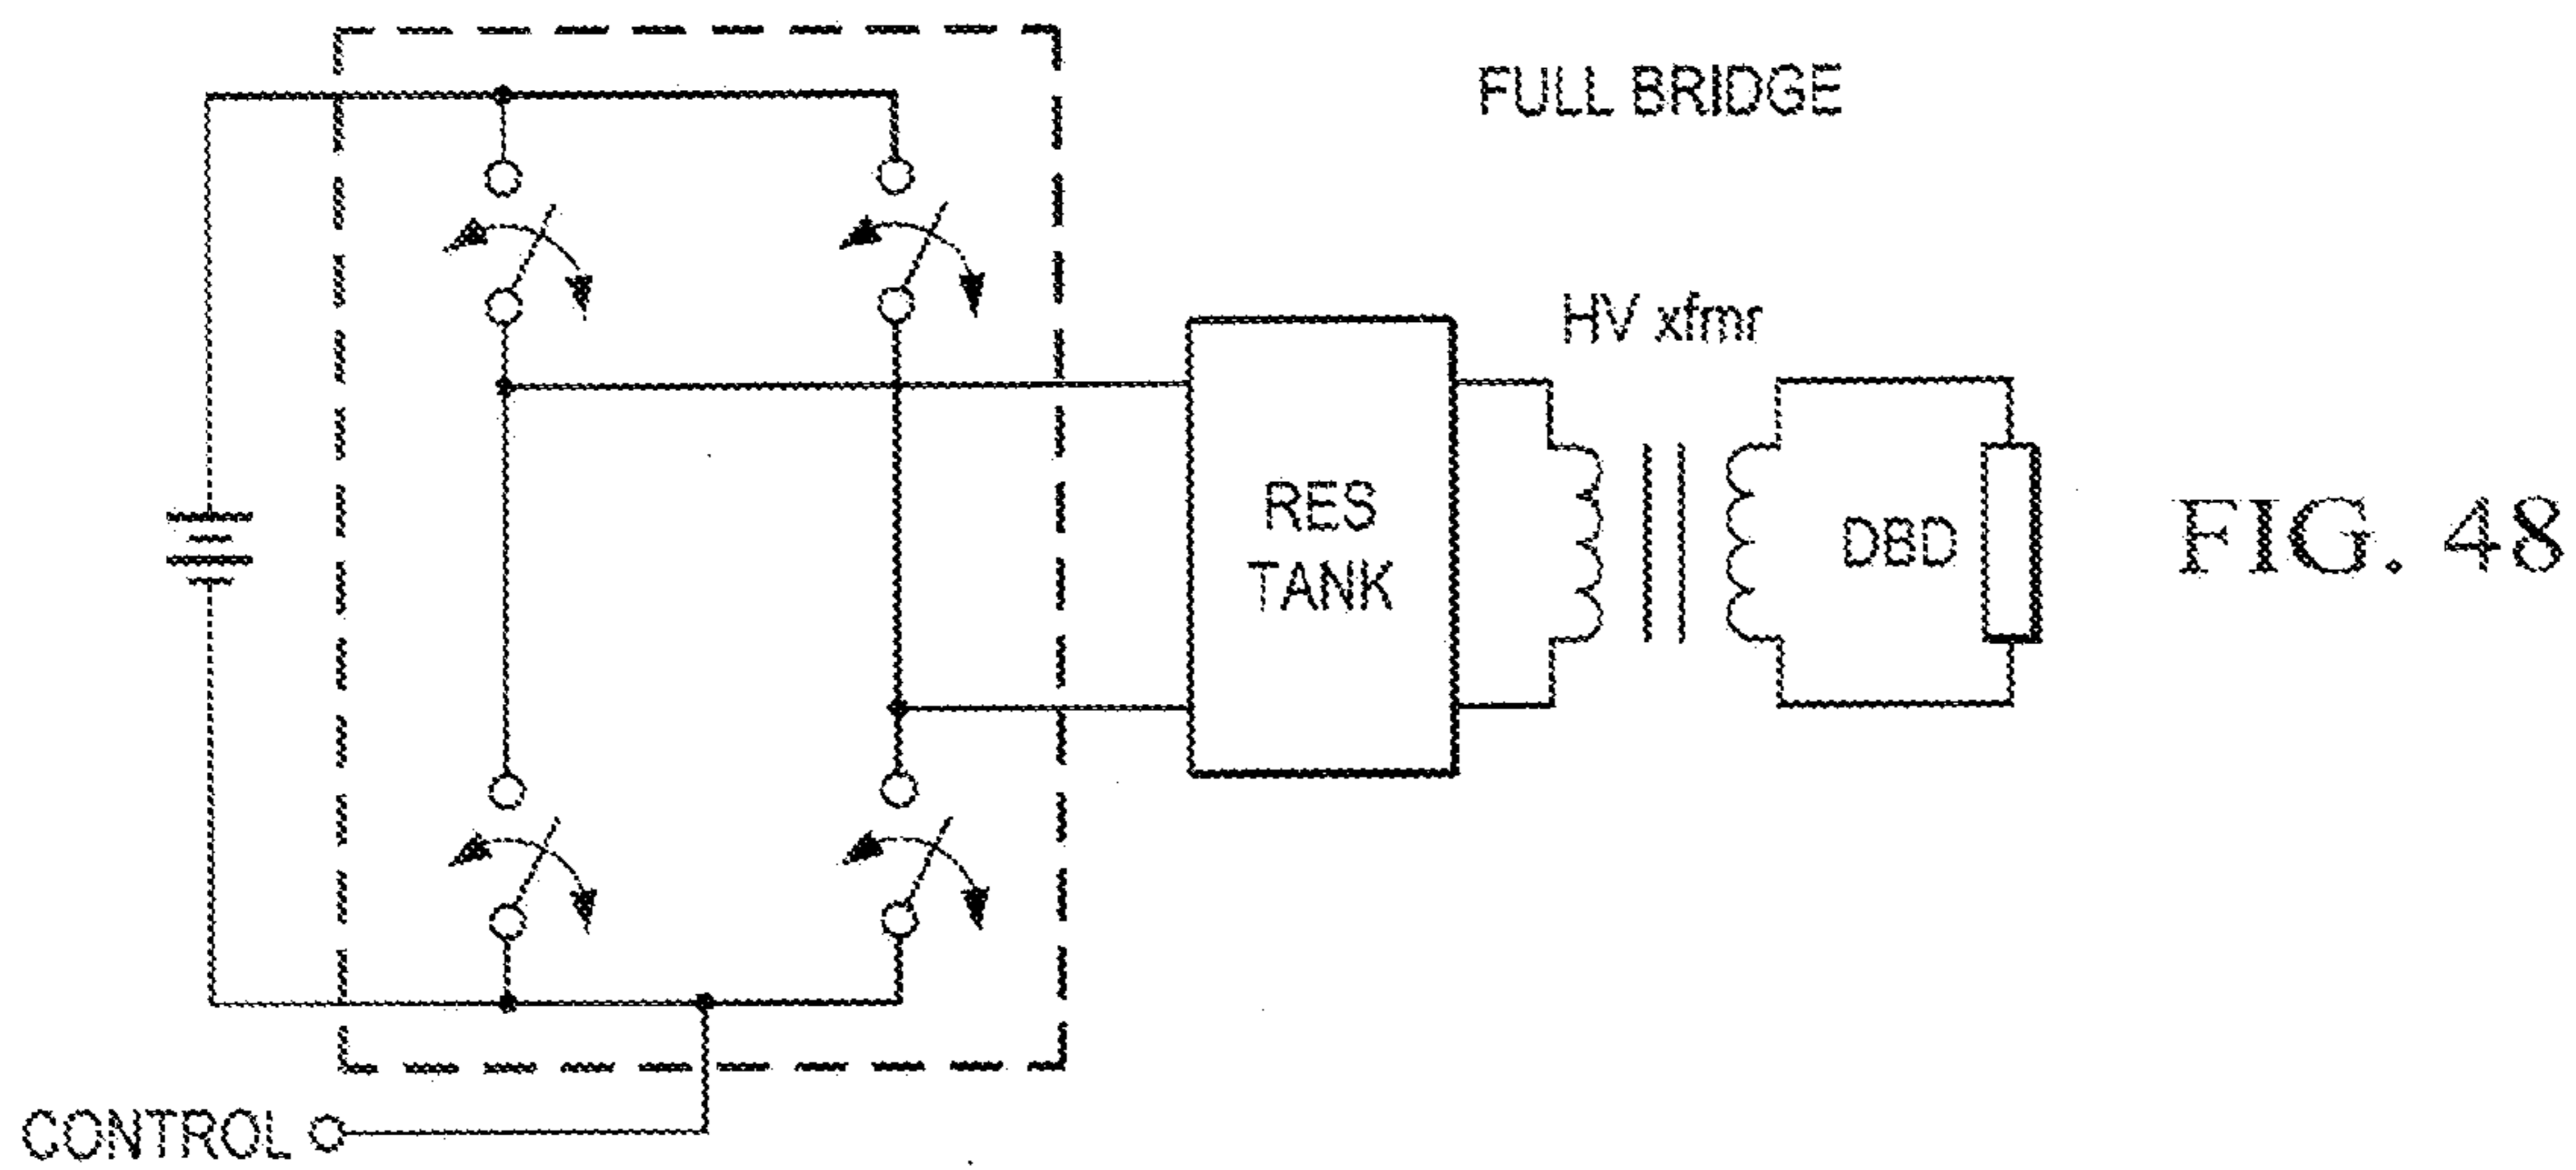 FULL BRIDGE
HV xfmr
RES
TANK
DBD
FIG. 48
CONTROL